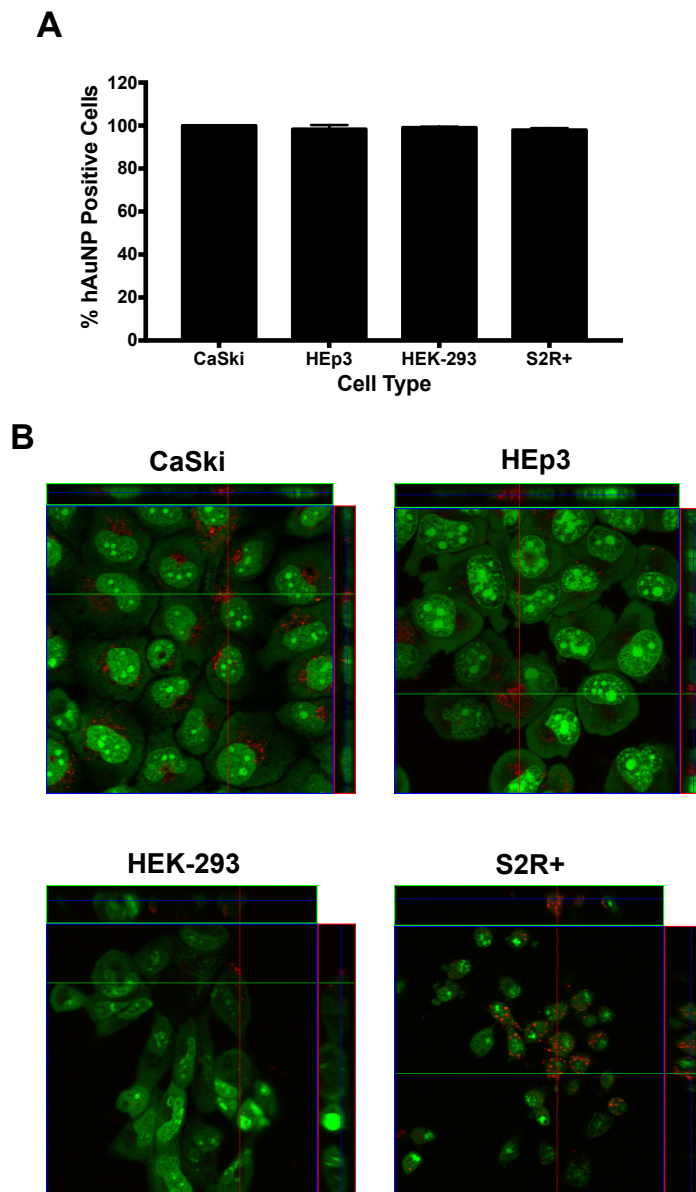 A
% hAuNP Positive Cells
120
100
80
60
40
20
0
CaSki HEp3 HEK-293 S2R+
Cell Type
B
CaSki HEp3
HEK-293 S2R+